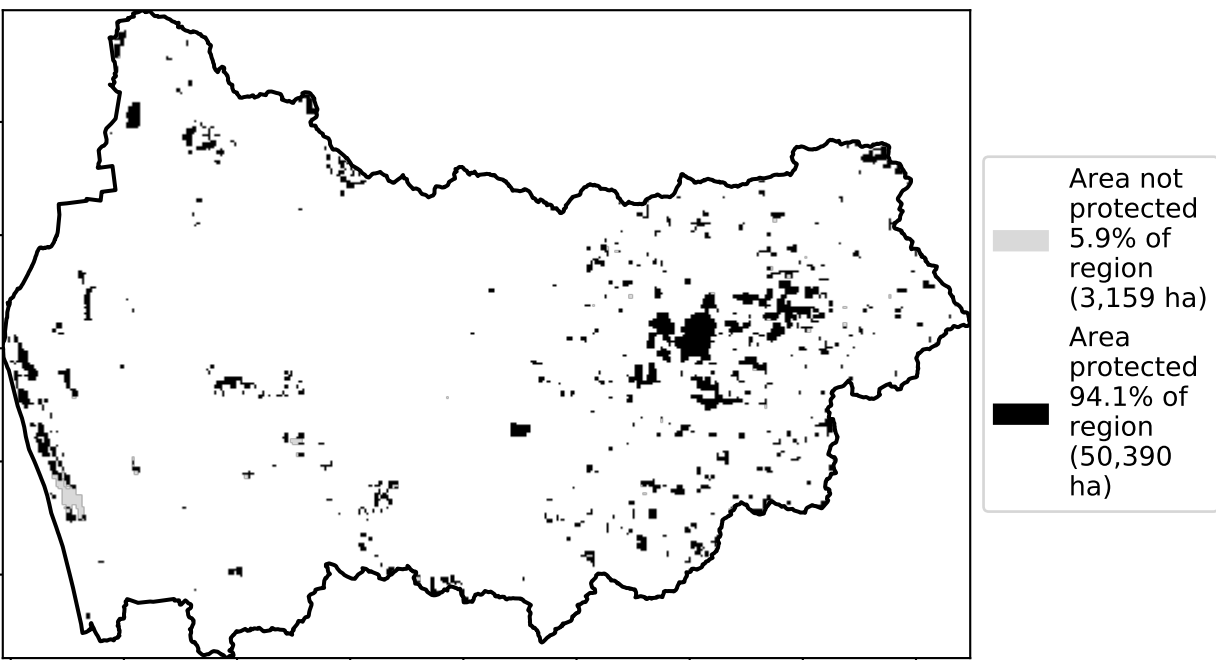 Area not
protected
5.9% of
region
(3,159 ha)
Area
protected
94.1% of
region
(50,390
ha)